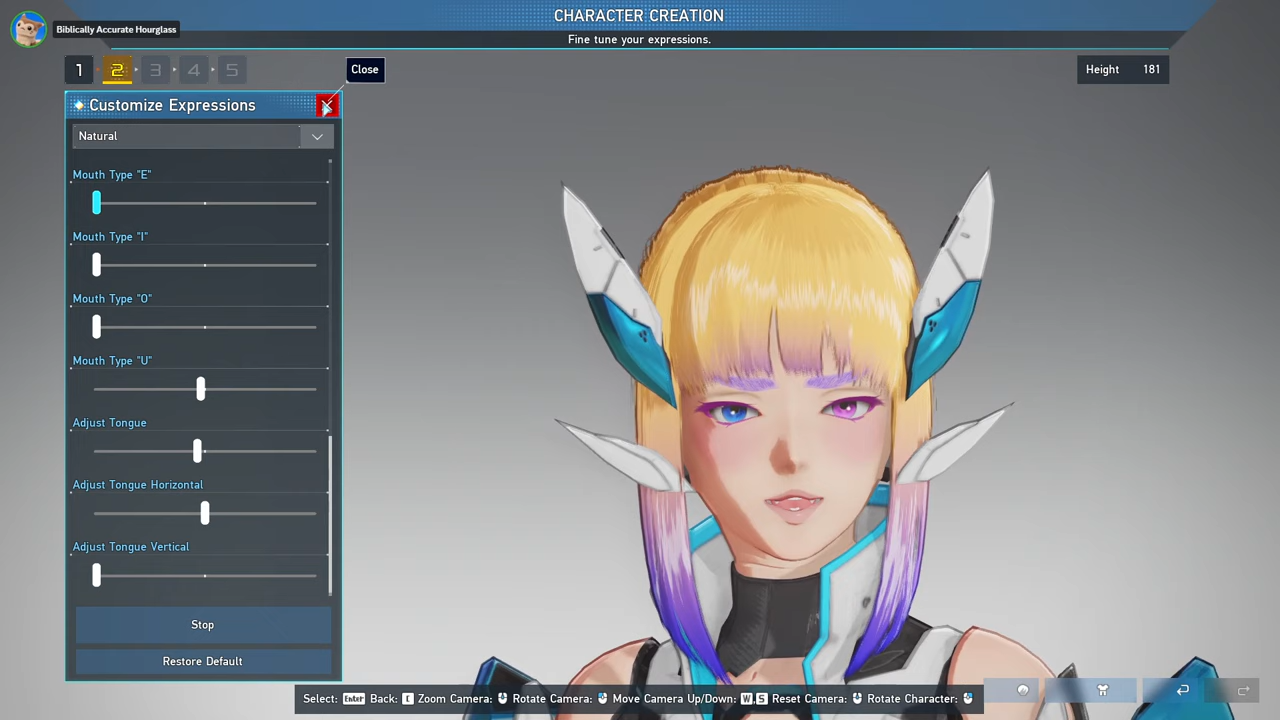 CHARACTER CREATION
Biblically Accurate Hourglass
Fine tune your expressions.
1 2 3 4 5
Close
Height 181
Customize Expressions
Natural
Mouth Type "E"
Mouth Type "I"
Mouth Type "O"
Mouth Type "U"
Adjust Tongue
Adjust Tongue Horizontal
Adjust Tongue Vertical
Stop
Restore Default
Select: Enter Back: C Zoom Camera: Rotate Camera: Move Camera Up/Down: W,S Reset Camera: Rotate Character: